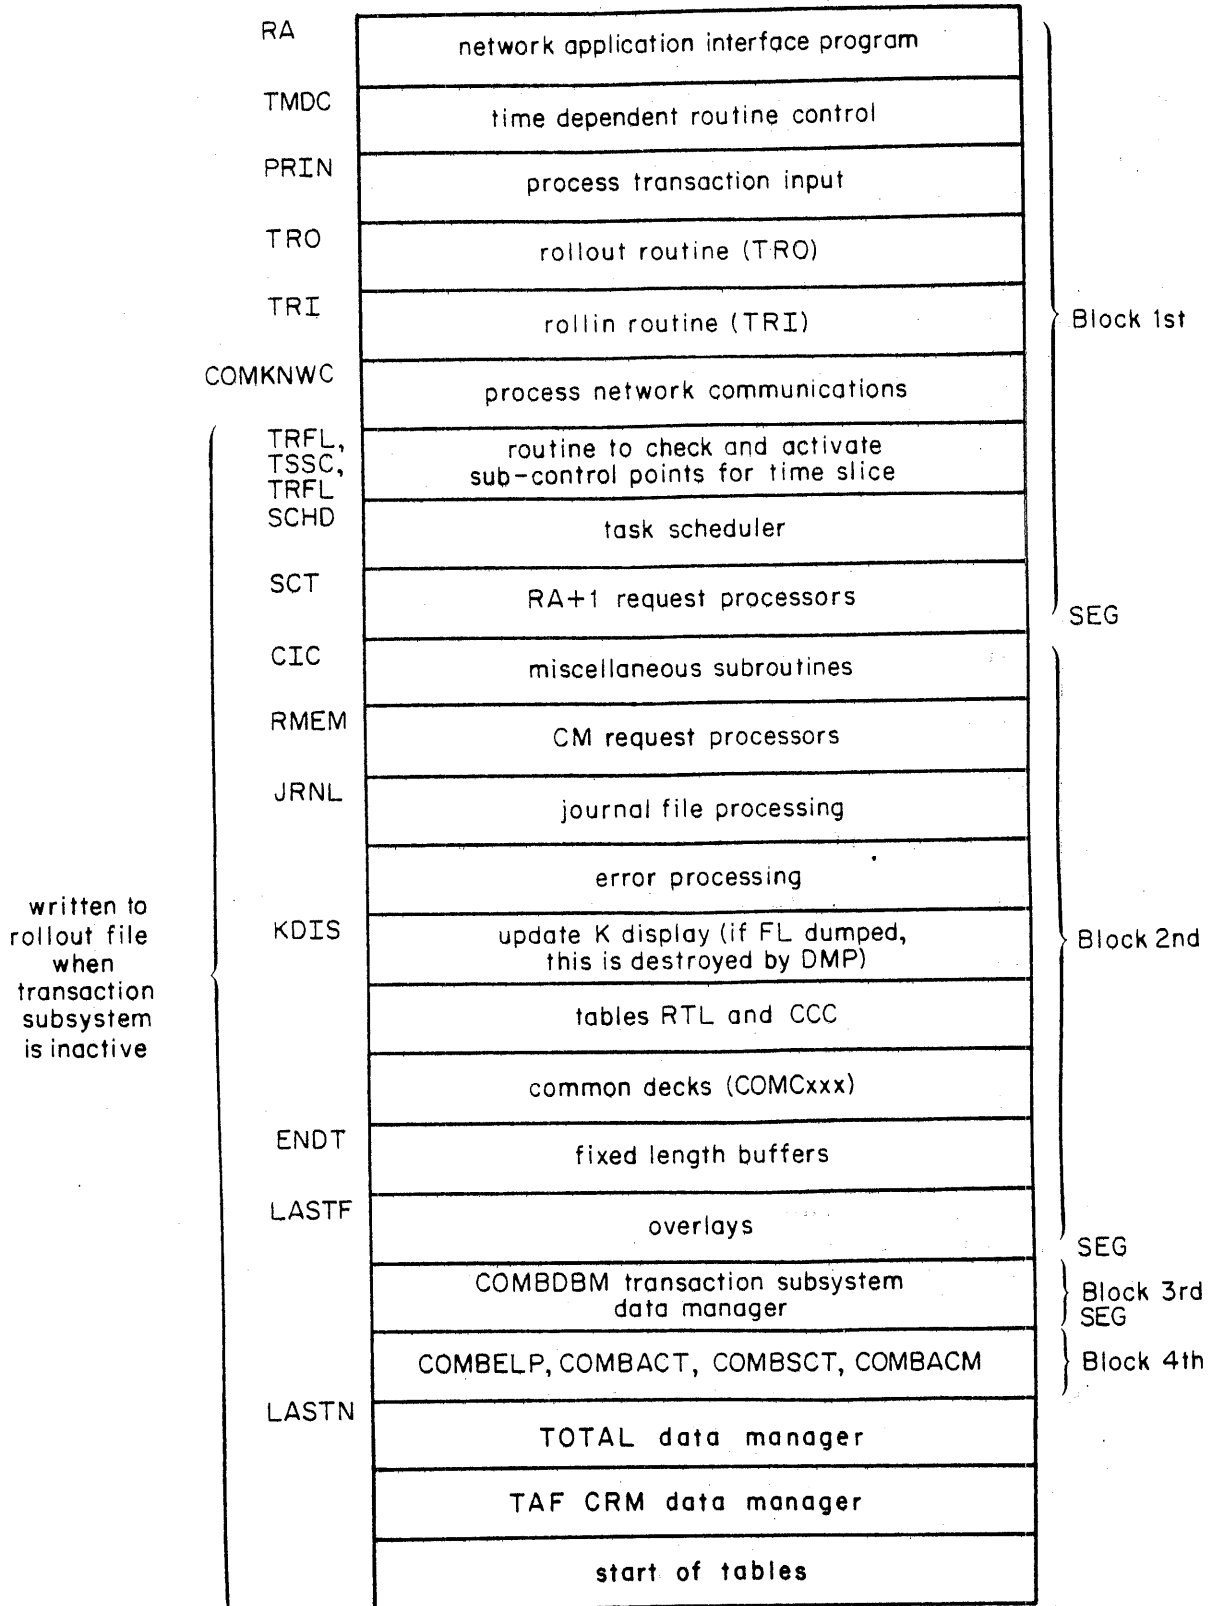 RA
network application interface program
TMDC
time dependent routine control
PRIN
process transaction input
TRO
rollout routine (TRO)
TRI
rollin routine (TRI)
Block 1st
COMKNWC
process network communications
TRFL,
TSSC,
TRFL
routine to check and activate
sub-control points for time slice
SCHD
task scheduler
SCT
RA+1 request processors
SEG
CIC
miscellaneous subroutines
RMEM
CM request processors
JRNL
journal file processing
error processing
written to
rollout file
when
transaction
subsystem
is inactive
KDIS
update K display (if FL dumped,
this is destroyed by DMP)
Block 2nd
tables RTL and CCC
common decks (COMCxxx)
ENDT
fixed length buffers
LASTF
overlays
SEG
COMBDBM transaction subsystem
data manager
Block 3rd
SEG
COMBELP, COMBACT, COMBSCT, COMBACM
Block 4th
LASTN
TOTAL data manager
TAF CRM data manager
start of tables